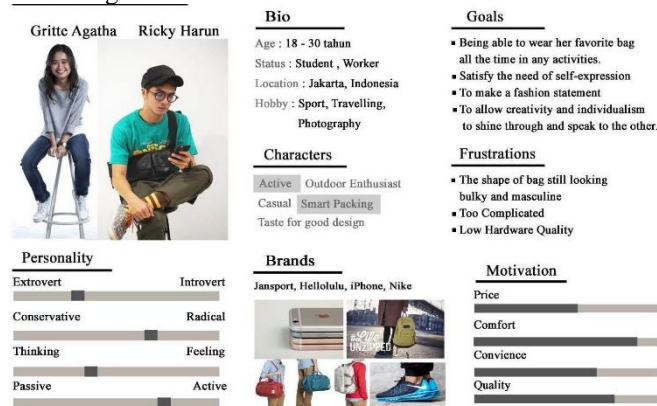 Gritte Agatha Ricky Harun
Bio
Age : 18 - 30 tahun
Status : Student , Worker
Location : Jakarta, Indonesia
Hobby : Sport, Travelling,
Photography
Goals
▪ Being able to wear her favorite bag
all the time in any activities.
▪ Satisfy the need of self-expression
▪ To make a fashion statement
▪ To allow creativity and individualism
to shine through and speak to the other.
Characters
Active Outdoor Enthusiast
Casual Smart Packing
Taste for good design
Frustrations
▪ The shape of bag still looking
bulky and masculine
▪ Too Complicated
▪ Low Hardware Quality
Personality
Extrovert Introvert
Conservative Radical
Thinking Feeling
Passive Active
Brands
Jansport, Hellolulu, iPhone, Nike
#Life
UNZIPPED
Motivation
Price
Comfort
Convience
Quality